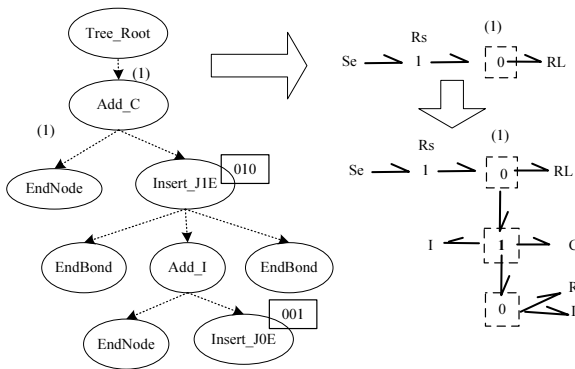 Tree_Root
(1)
Add_C
(1)
EndNode
Insert_J1E
010
EndBond
Add_I
EndBond
EndNode
Insert_J0E
001
(1)
Rs
Se 1 0 RL
(1)
Rs
Se 1 0 RL
I 1
0